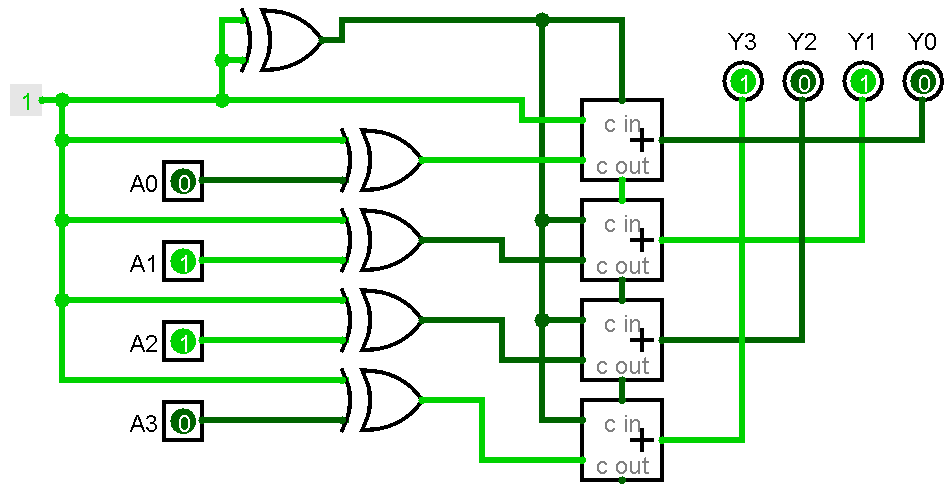 Y3 Y2 Y1 Y0
1 0 1 0
1
c in
+
c out
A0 0
c in
+
c out
A1 1
c in
+
c out
A2 1
c in
+
c out
A3 0